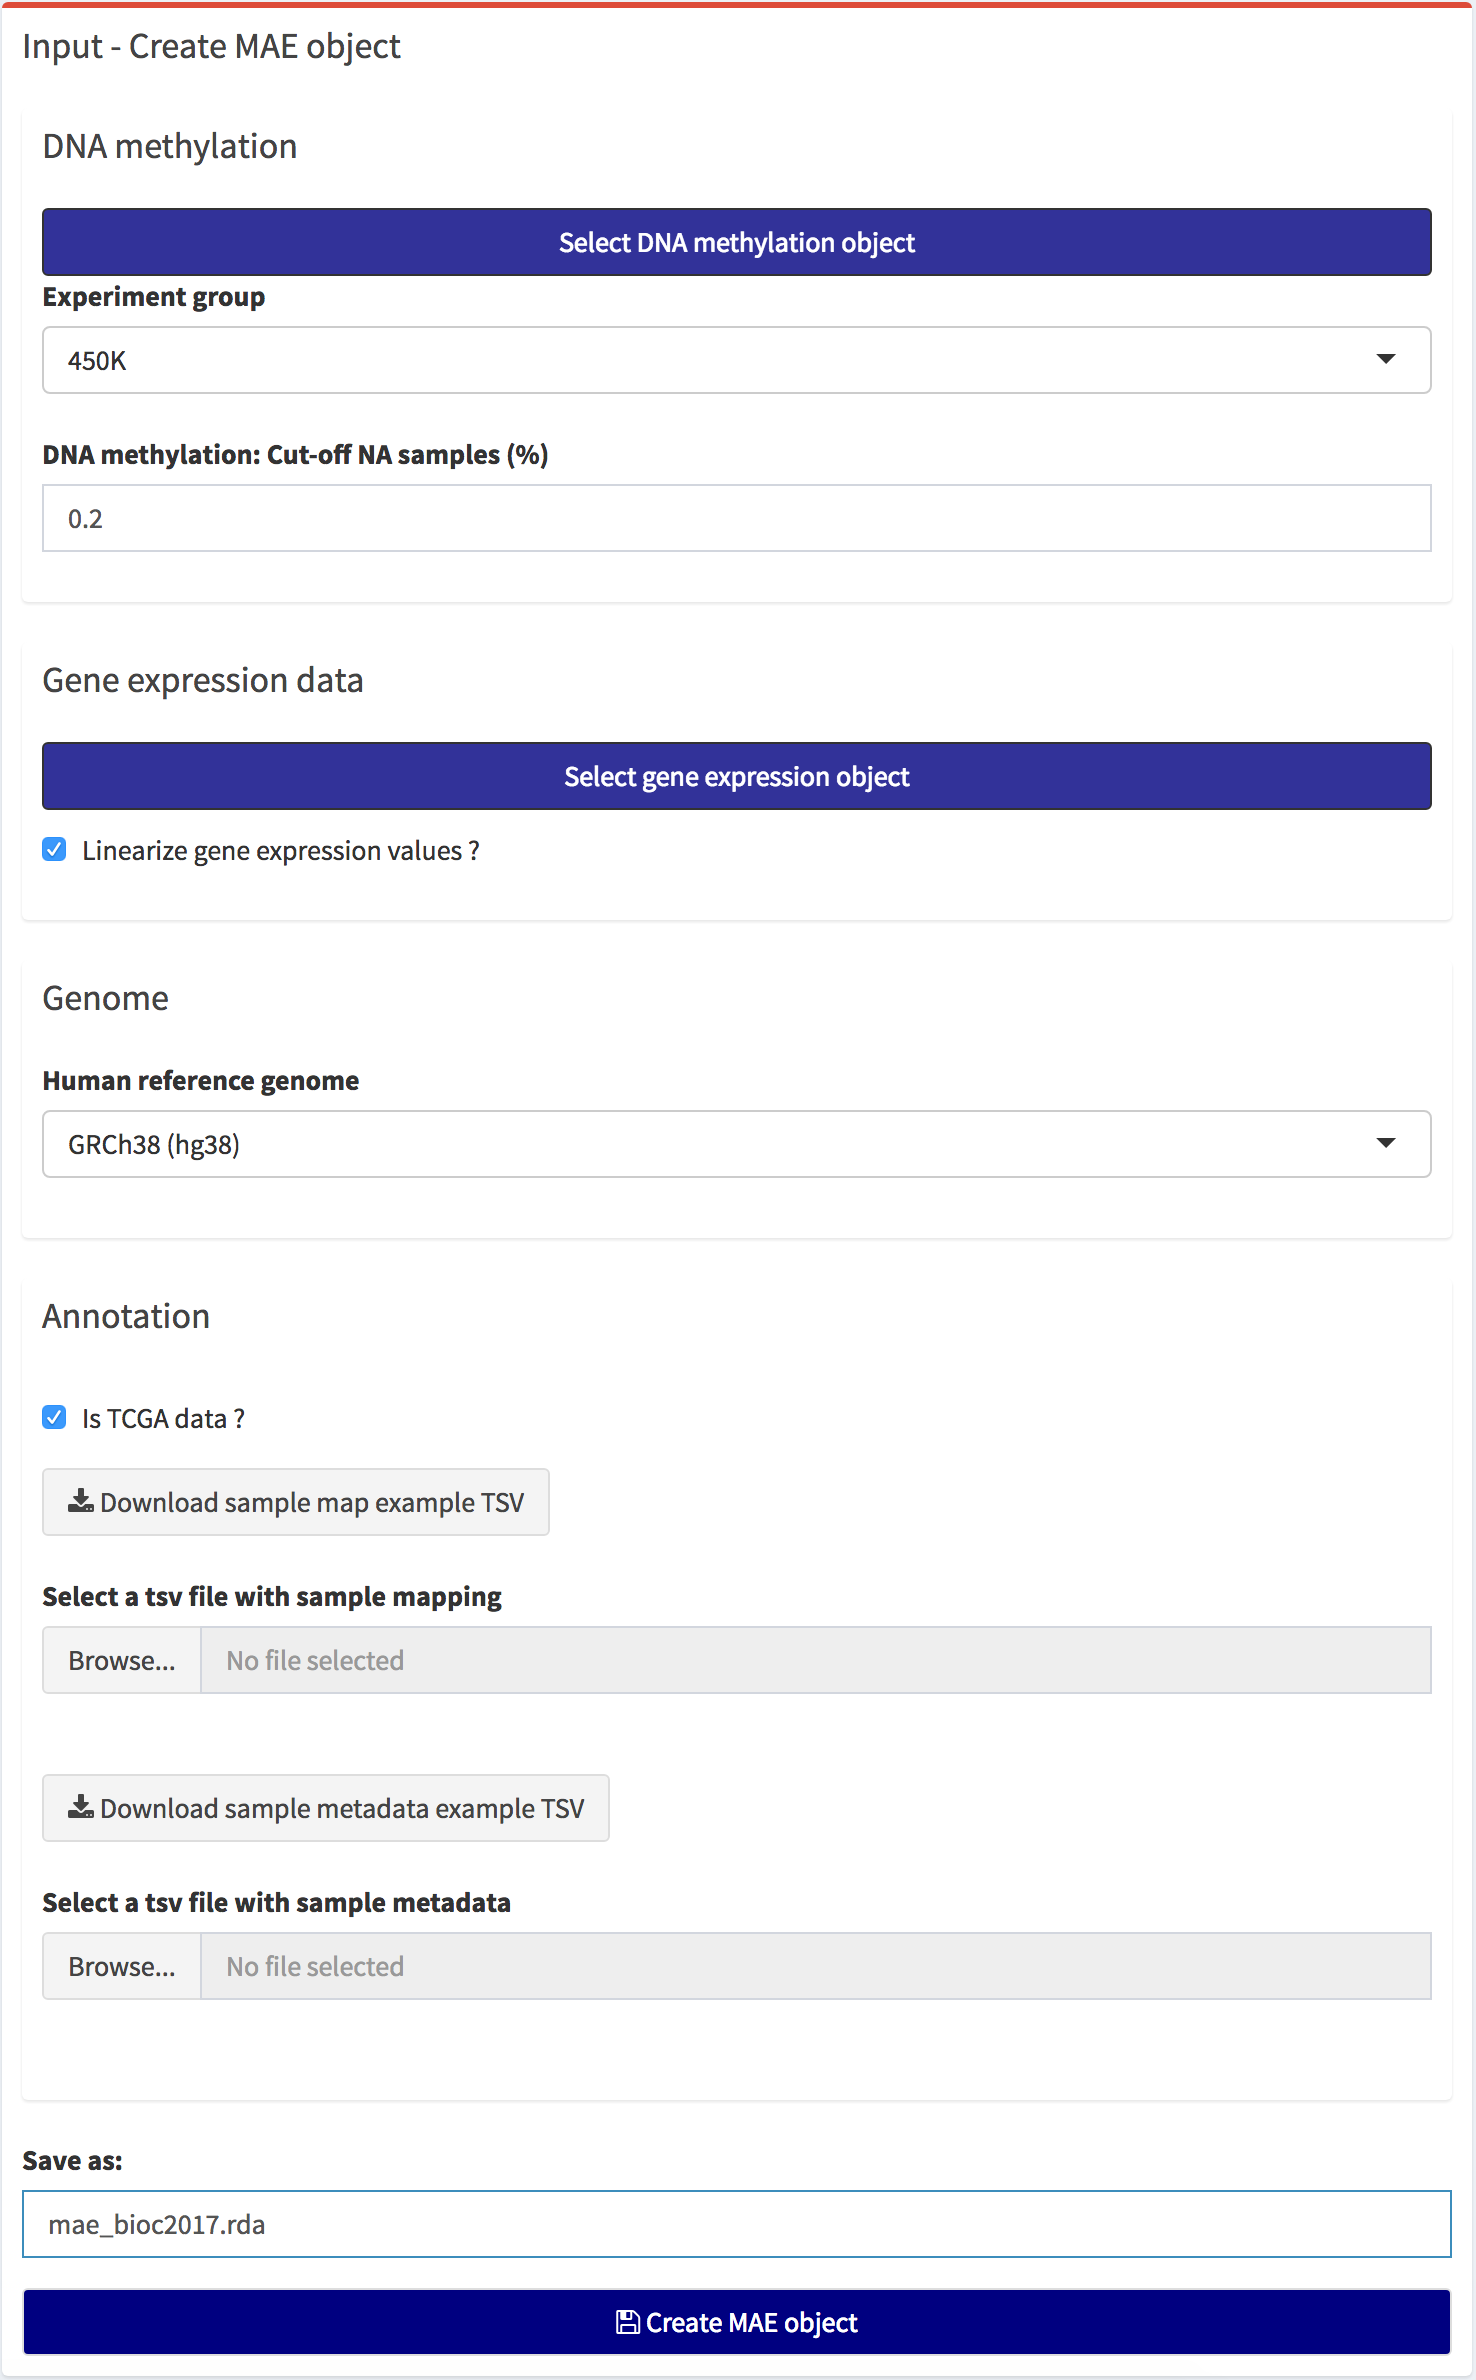 Input - Create MAE object
DNA methylation
Select DNA methylation object
Experiment group
450K
DNA methylation: Cut-off NA samples (%)
0.2
Gene expression data
Select gene expression object
Linearize gene expression values ?
Genome
Human reference genome
GRCh38 (hg38)
Annotation
Is TCGA data ?
Download sample map example TSV
Select a tsv file with sample mapping
Browse... No file selected
Download sample metadata example TSV
Select a tsv file with sample metadata
Browse... No file selected
Save as:
mae_bioc2017.rda
Create MAE object